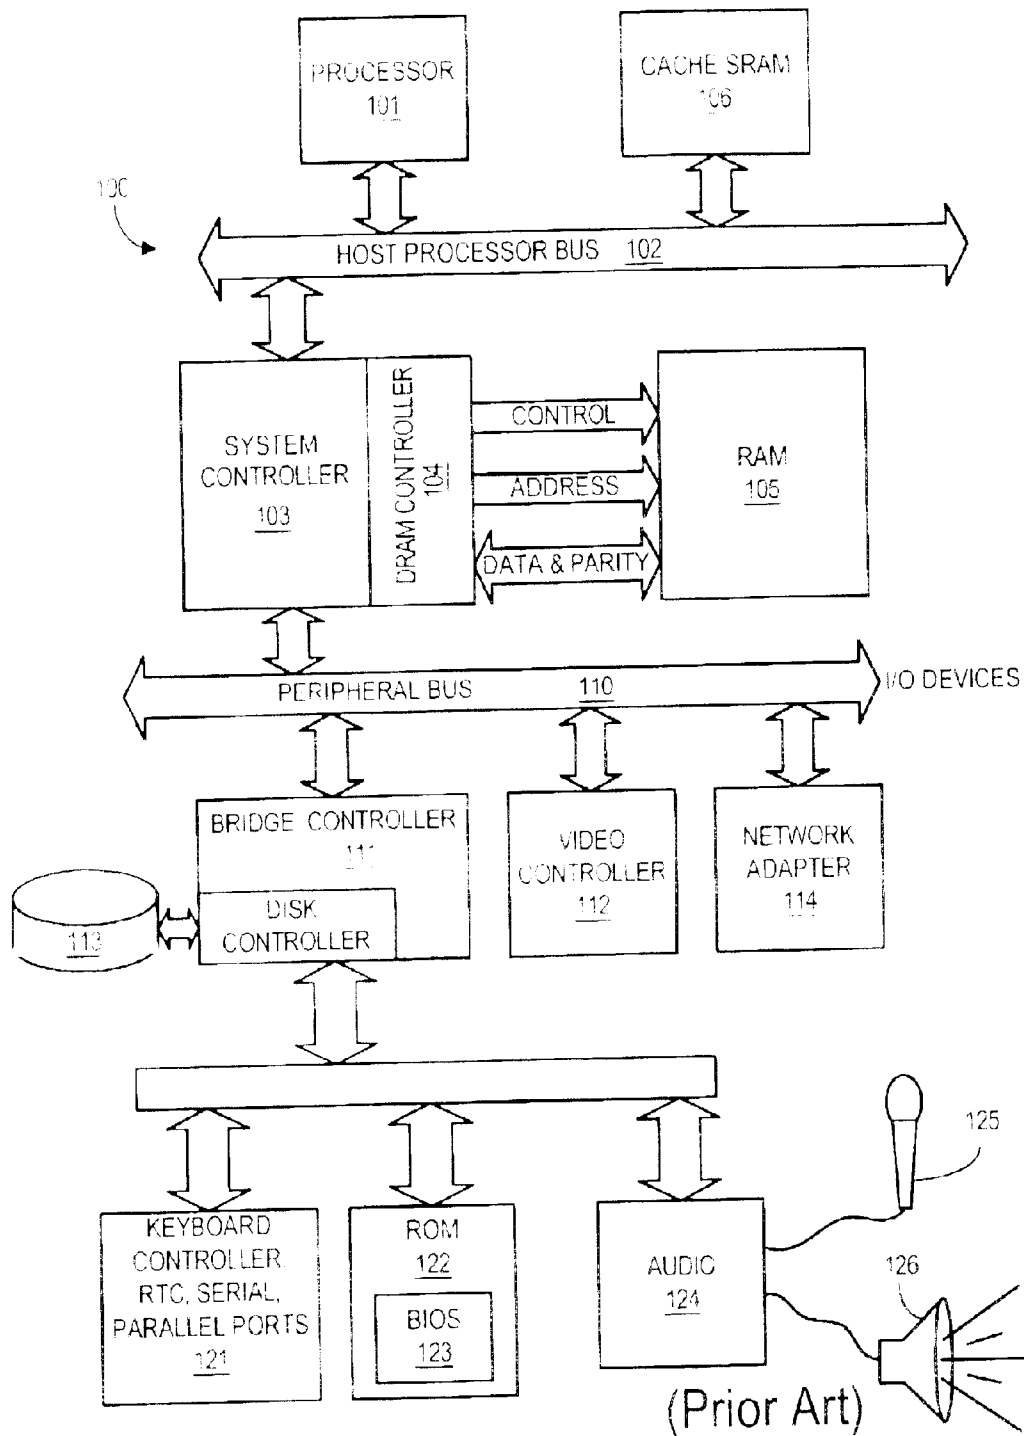 PROCESSOR
101
CACHE SRAM
106
100
HOST PROCESSOR BUS 102
SYSTEM
CONTROLLER
103
DRAM CONTROLLER
104
CONTROL
ADDRESS
DATA & PARITY
RAM
105
PERIPHERAL BUS 110
I/O DEVICES
BRIDGE CONTROLLER
111
DISK
CONTROLLER
113
VIDEO
CONTROLLER
112
NETWORK
ADAPTER
114
KEYBOARD
CONTROLLER
RTC, SERIAL,
PARALLEL PORTS
121
ROM
122
BIOS
123
AUDIO
124
125
126
(Prior Art)